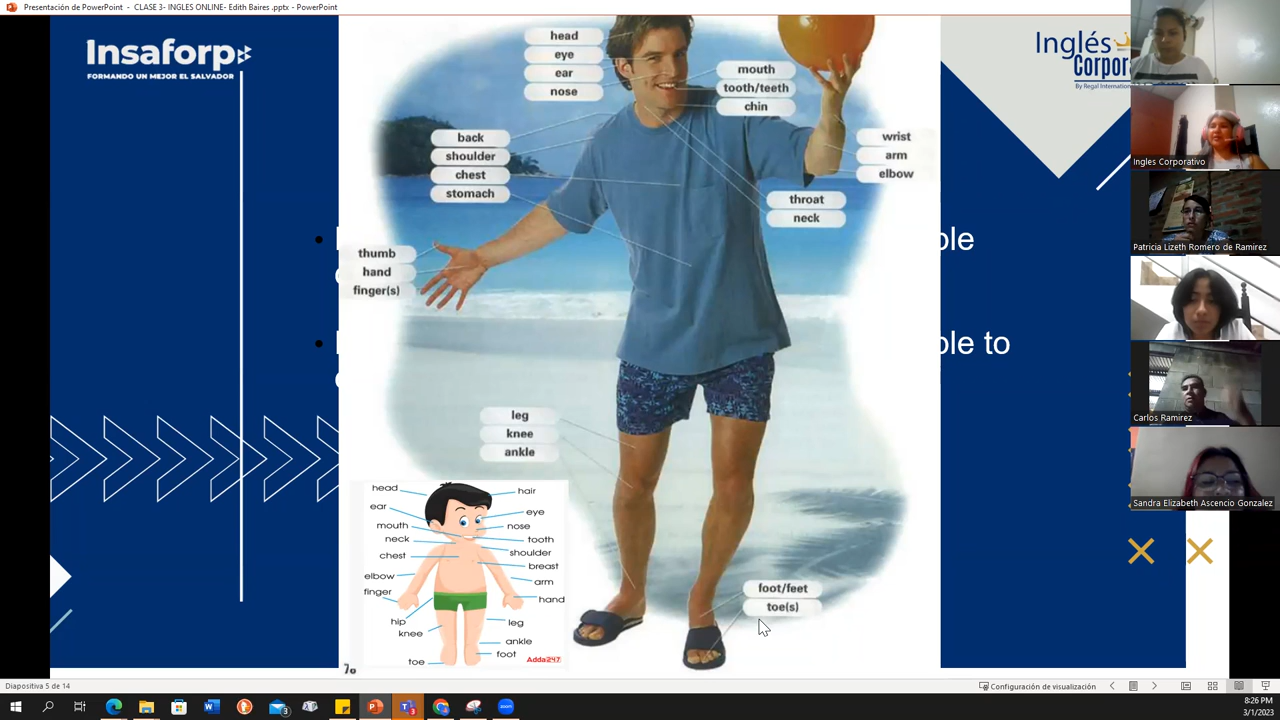 Presentación de PowerPoint - CLASE 3- INGLES ONLINE- Edith Baires .pptx - PowerPoint
Insaforp
FORMANDO UN MEJOR EL SALVADOR
Inglés
Corpor
By Regal Internation
head
eye
ear
nose
mouth
tooth/teeth
chin
back
shoulder
chest
stomach
wrist
arm
elbow
throat
neck
thumb
hand
finger(s)
ble
ble to
leg
knee
ankle
foot/feet
toe(s)
head
hair
ear
eye
mouth
nose
neck
tooth
chest
shoulder
breast
elbow
arm
finger
hand
hip
leg
knee
ankle
toe
foot
Adda247
Ingles Corporativo
Patricia Lizeth Romero de Ramirez
Carlos Ramirez
Sandra Elizabeth Ascencio Gonzalez
Diapositiva 5 de 14
Configuración de visualización
8:26 PM
3/1/2023